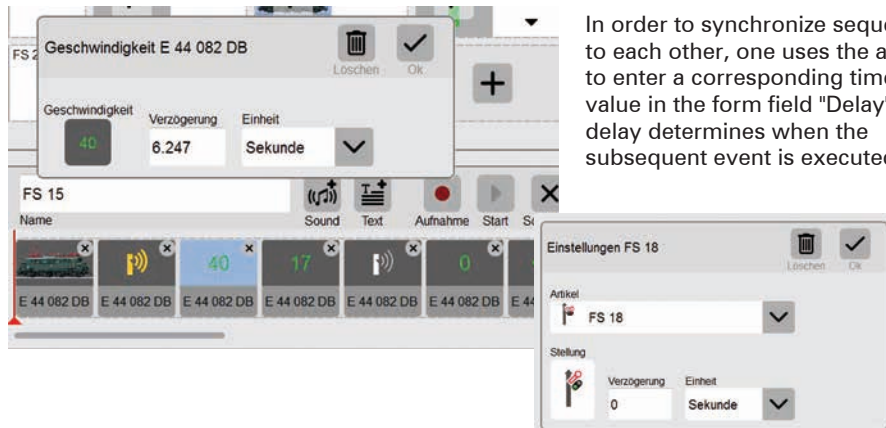 In order to synchronize seque
to each other, one uses the a
to enter a corresponding time
value in the form field "Delay"
delay determines when the
subsequent event is executed
FS 2
Geschwindigkeit E 44 082 DB
Löschen
Ok
Geschwindigkeit
Verzögerung
Einheit
40
6.247
Sekunde
FS 15
Name
Sound
Text
Aufnahme
Start
40
17
0
E 44 082 DB
E 44 082 DB
E 44 082 DB
E 44 082 DB
E 44 082 DB
E 44 082 DB
E 44
Einstellungen FS 18
Löschen
Ok
Artikel
FS 18
Stellung
Verzögerung
Einheit
0
Sekunde